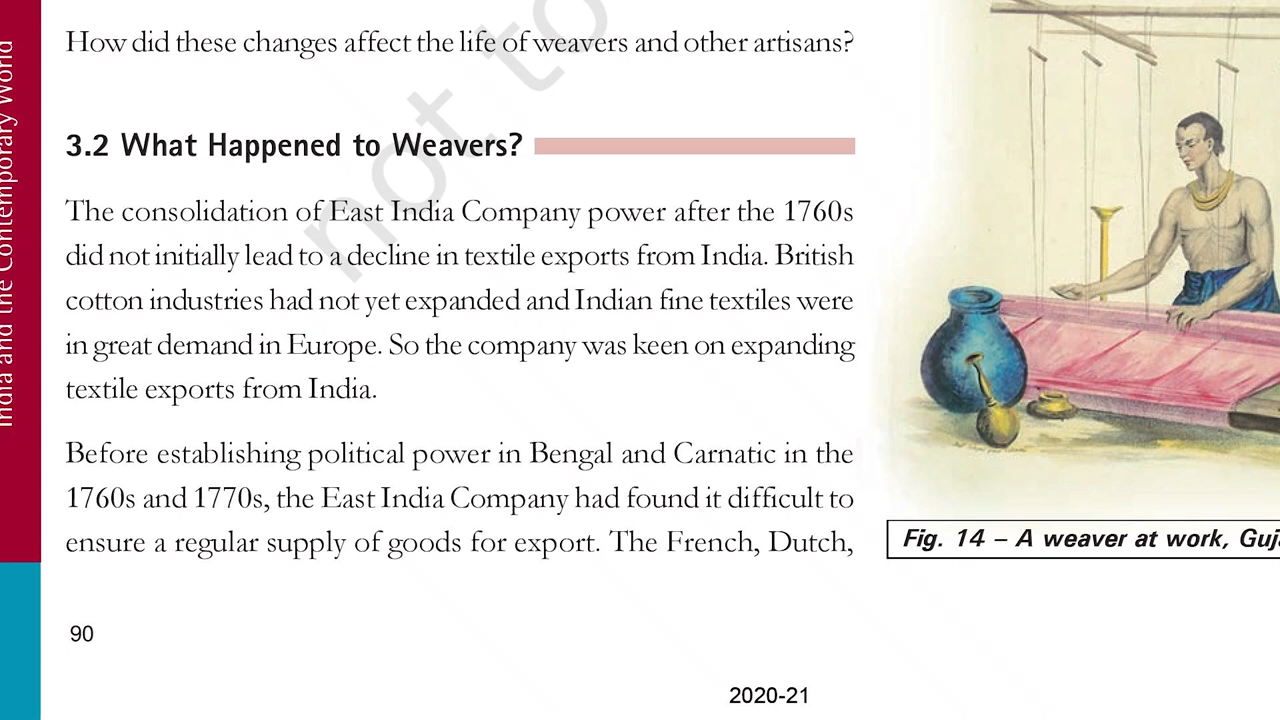 India and the Contemporary World
How did these changes affect the life of weavers and other artisans?
3.2 What Happened to Weavers?
The consolidation of East India Company power after the 1760s
did not initially lead to a decline in textile exports from India. British
cotton industries had not yet expanded and Indian fine textiles were
in great demand in Europe. So the company was keen on expanding
textile exports from India.
Before establishing political power in Bengal and Carnatic in the
1760s and 1770s, the East India Company had found it difficult to
ensure a regular supply of goods for export. The French, Dutch,
Fig. 14 – A weaver at work,
90
2020-21
not to